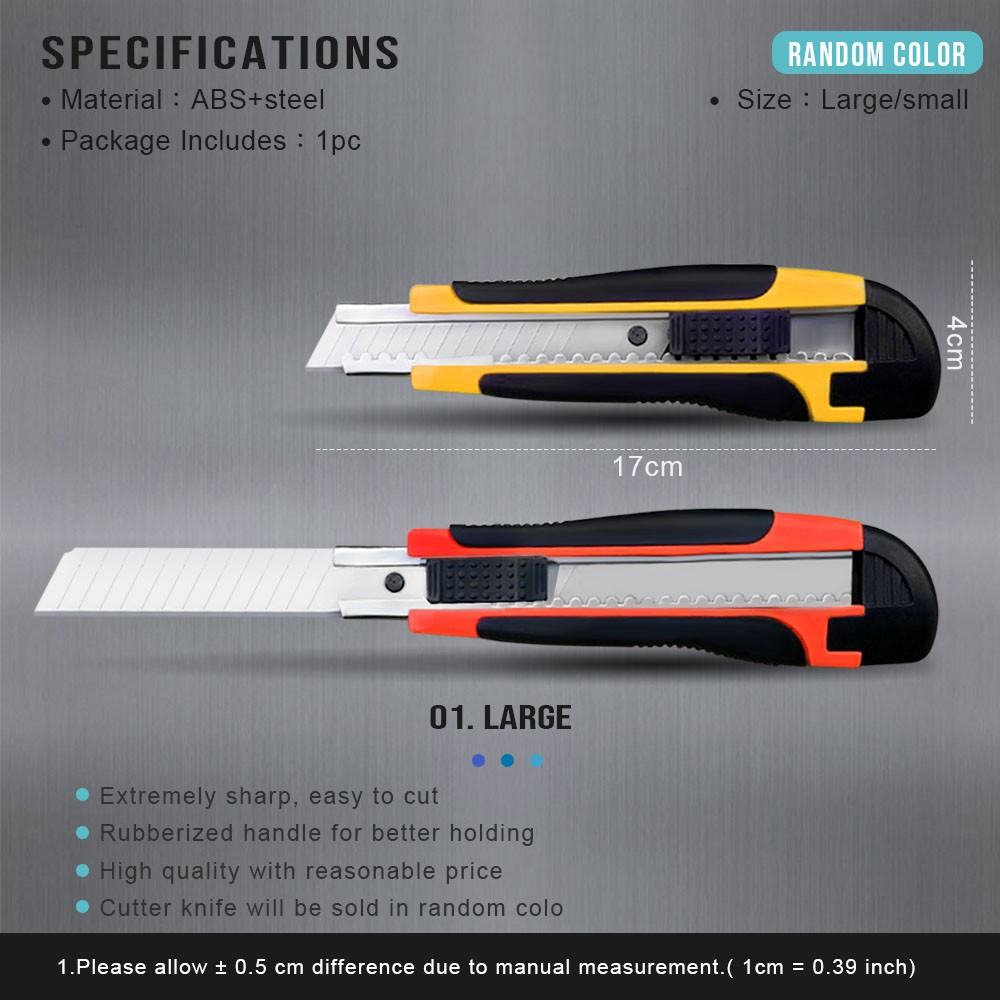 SPECIFICATIONS
RANDOM COLOR
• Material：ABS+steel
• Size：Large/small
• Package Includes：1pc
4cm
17cm
01. LARGE
Extremely sharp, easy to cut
Rubberized handle for better holding
High quality with reasonable price
Cutter knife will be sold in random colo
1.Please allow ± 0.5 cm difference due to manual measurement.( 1cm = 0.39 inch)